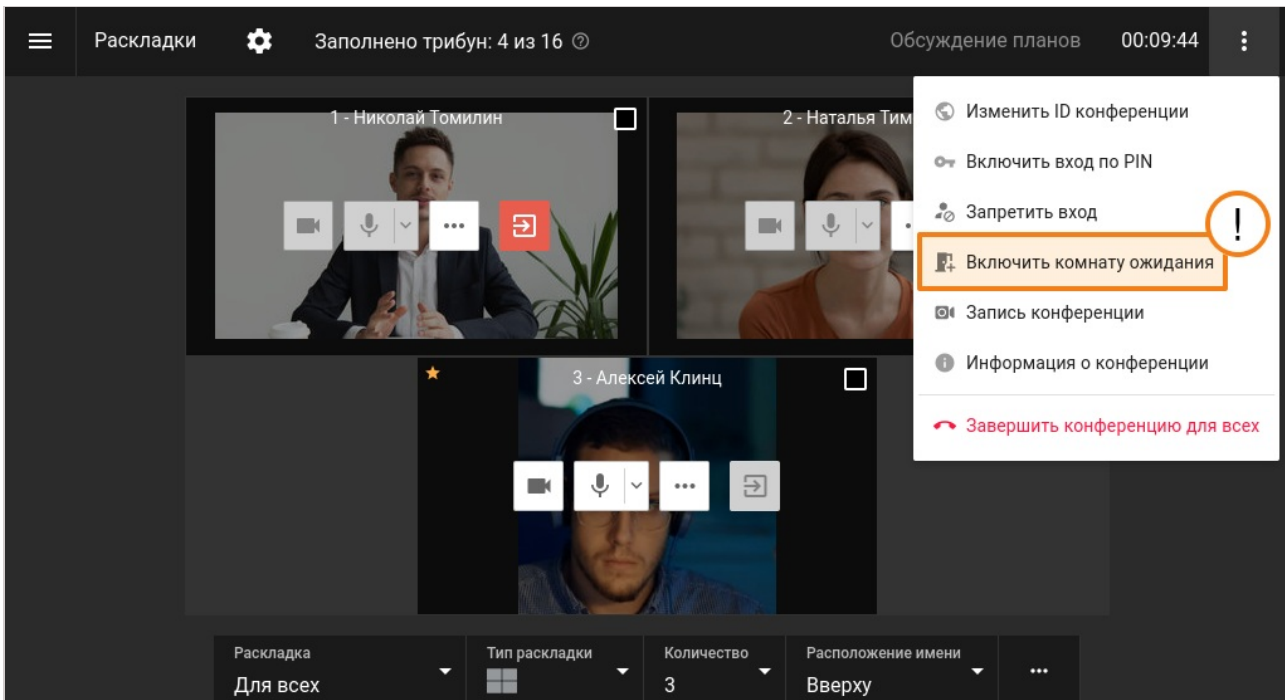 Раскладки
Заполнено трибун: 4 из 16 ?
Обсуждение планов
00:09:44
1 - Николай Томилин
2 - Наталья Тим
Изменить ID конференции
Включить вход по PIN
Запретить вход
!
Включить комнату ожидания
Запись конференции
Информация о конференции
Завершить конференцию для всех
3 - Алексей Клинц
Раскладка
Для всех
Тип раскладки
Количество
3
Расположение имени
Вверху